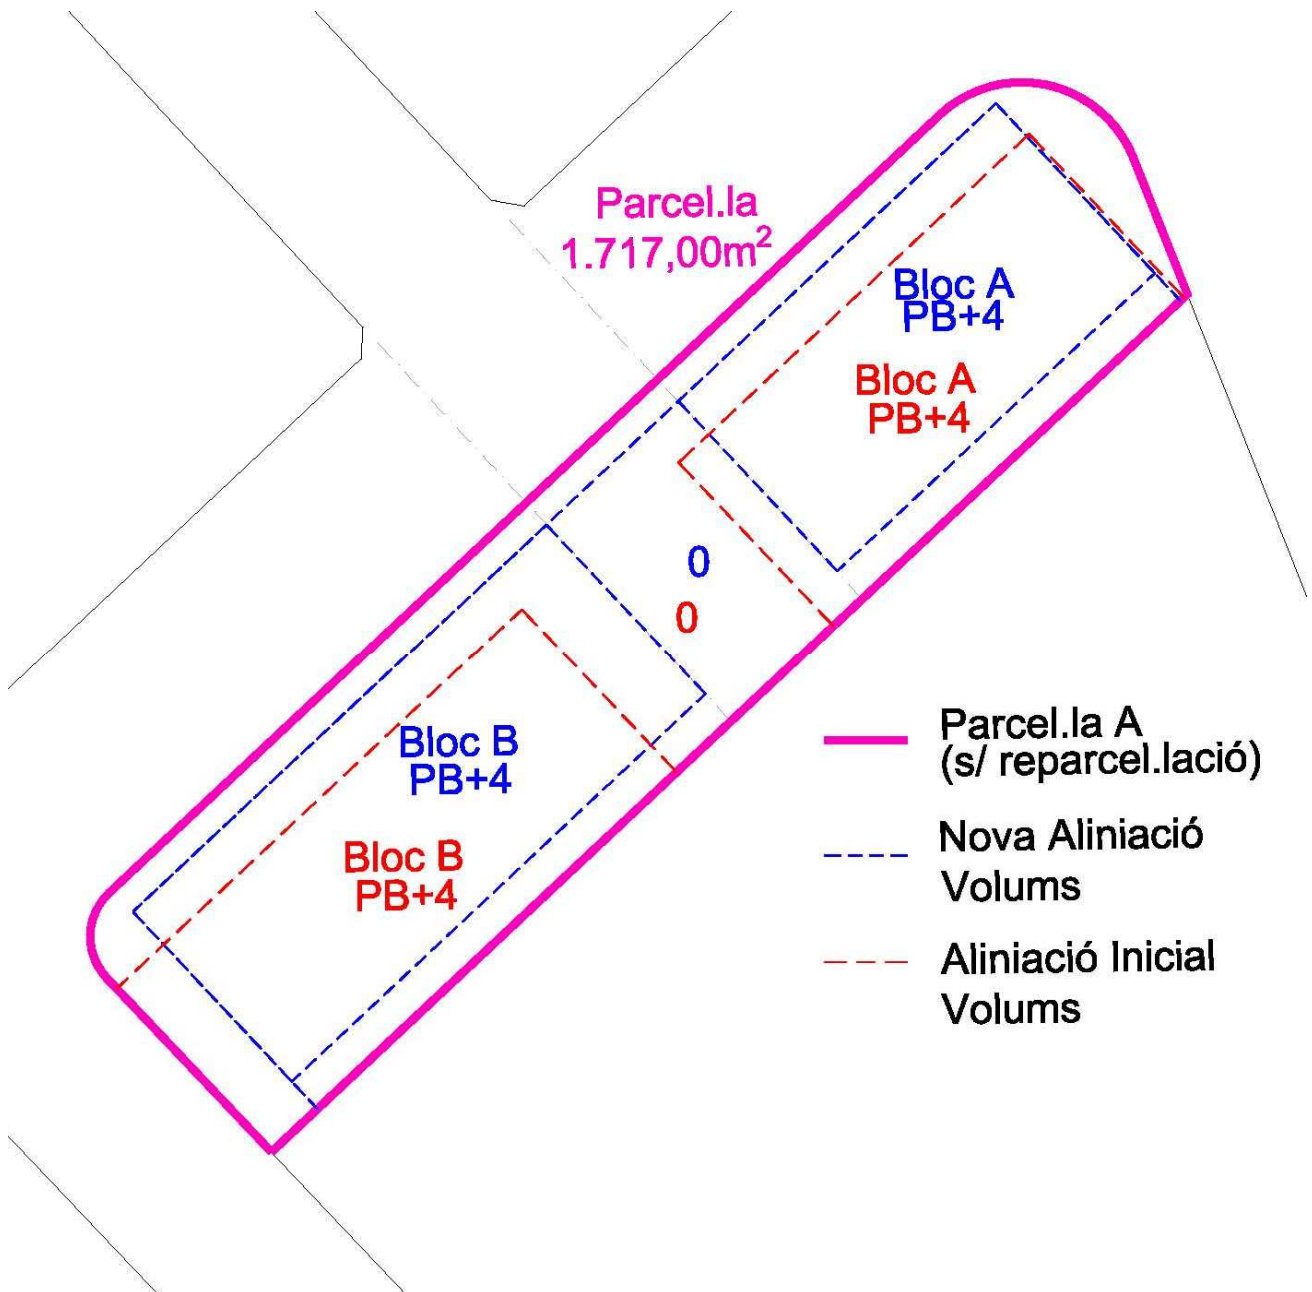 Parcel.la
1.717,00m²
Bloc A
PB+4
Bloc A
PB+4
0
0
Bloc B
PB+4
Bloc B
PB+4
Parcel.la A
(s/ reparcel.lació)
Nova Aliniació
Volums
Aliniació Inicial
Volums